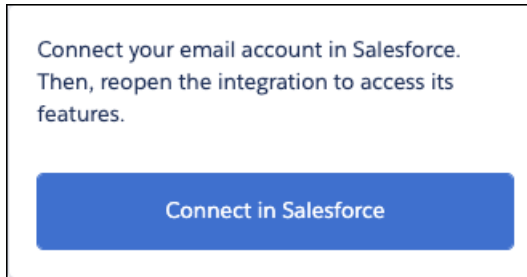 Connect your email account in Salesforce.
Then, reopen the integration to access its
features.
Connect in Salesforce